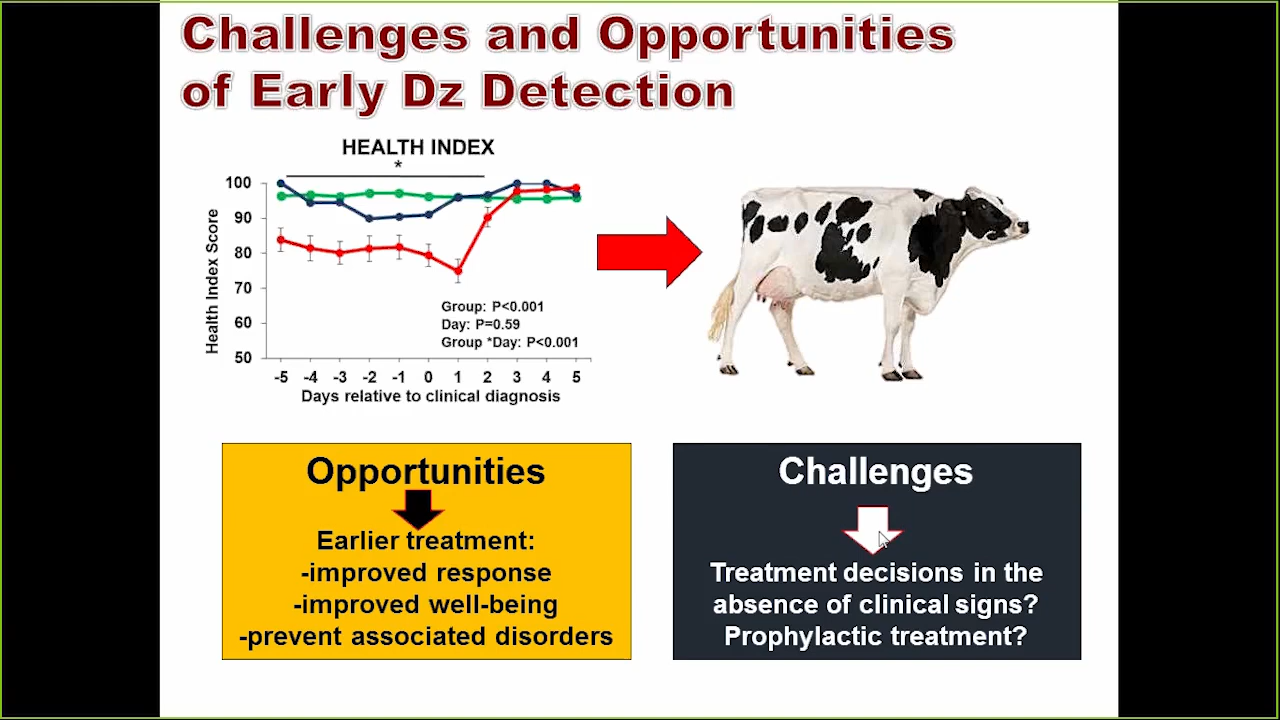 Challenges and Opportunities
of Early Dz Detection
HEALTH INDEX
*
100
90
80
70
60
50
Health Index Score
Group: P<0.001
Day: P=0.59
Group *Day: P<0.001
-5 -4 -3 -2 -1 0 1 2 3 4 5
Days relative to clinical diagnosis
Opportunities
Earlier treatment:
-improved response
-improved well-being
-prevent associated disorders
Challenges
Treatment decisions in the
absence of clinical signs?
Prophylactic treatment?